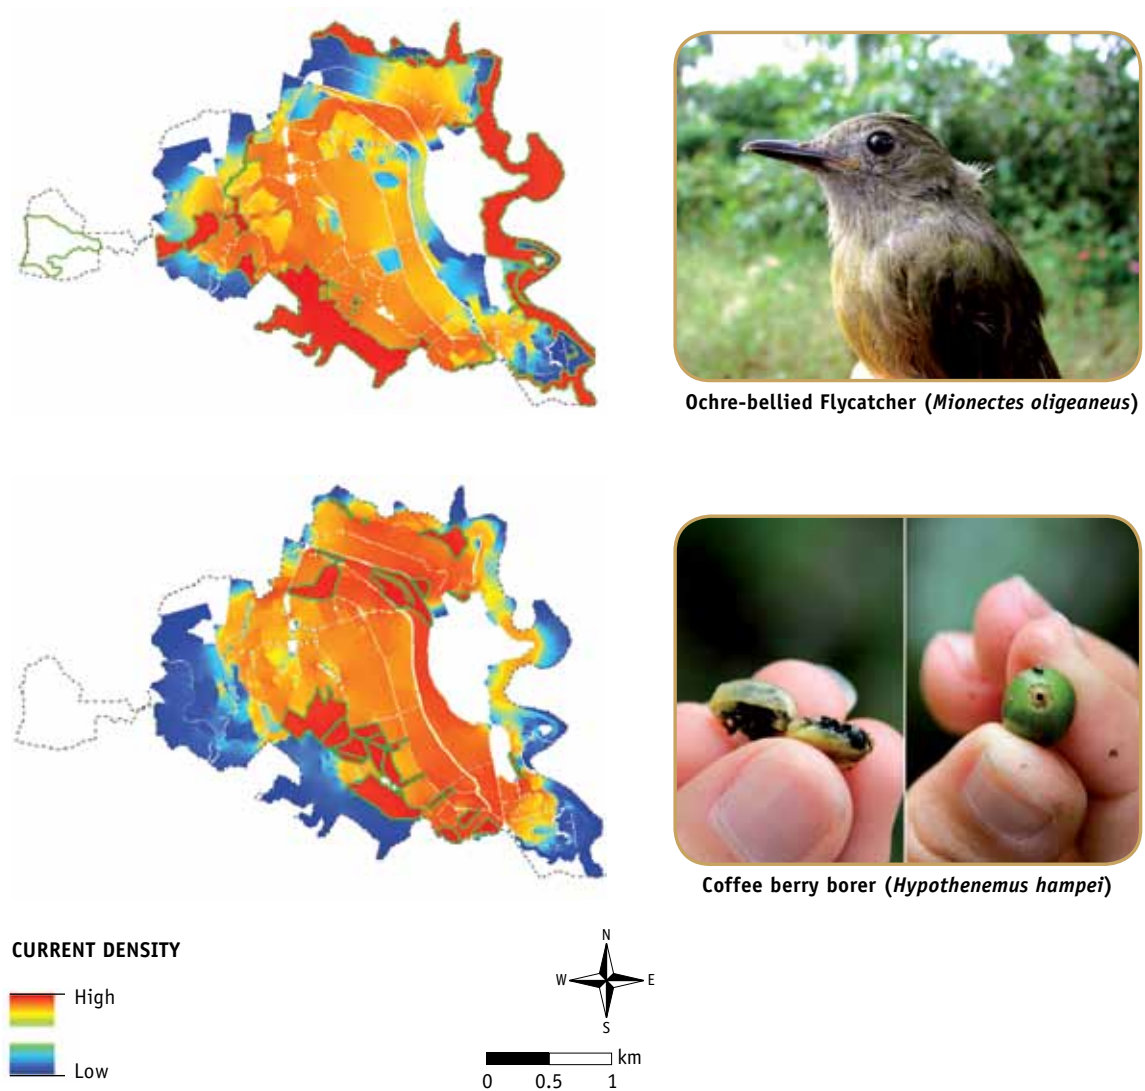 Ochre-bellied Flycatcher (Mionectes oligeaneus)
Coffee berry borer (Hypothenemus hampei)
CURRENT DENSITY
High
Low
N
W E
S
km
0 0.5 1